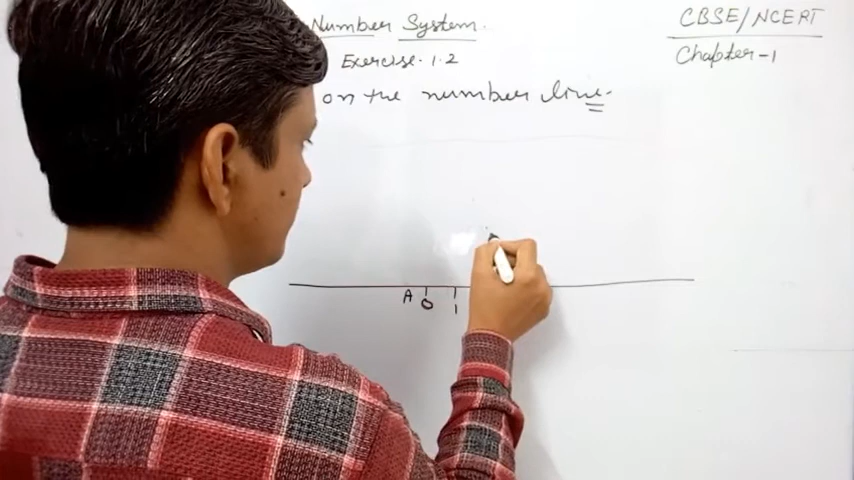 Number System.
CBSE/NCERT
Exercise-1.2
Chapter-1
on the number line.
A 0 1